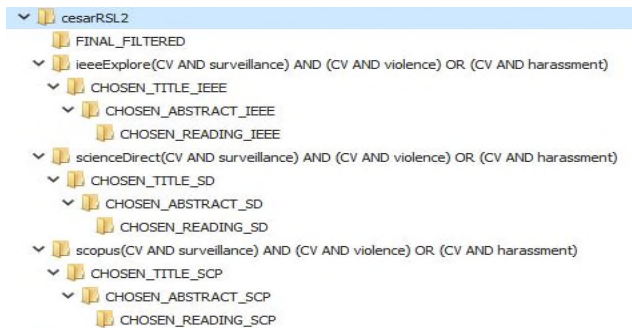 cesarRSL2
FINAL_FILTERED
ieeeExplore(CV AND surveillance) AND (CV AND violence) OR (CV AND harassment)
CHOSEN_TITLE_IEEE
CHOSEN_ABSTRACT_IEEE
CHOSEN_READING_IEEE
scienceDirect(CV AND surveillance) AND (CV AND violence) OR (CV AND harassment)
CHOSEN_TITLE_SD
CHOSEN_ABSTRACT_SD
CHOSEN_READING_SD
scopus(CV AND surveillance) AND (CV AND violence) OR (CV AND harassment)
CHOSEN_TITLE_SCP
CHOSEN_ABSTRACT_SCP
CHOSEN_READING_SCP